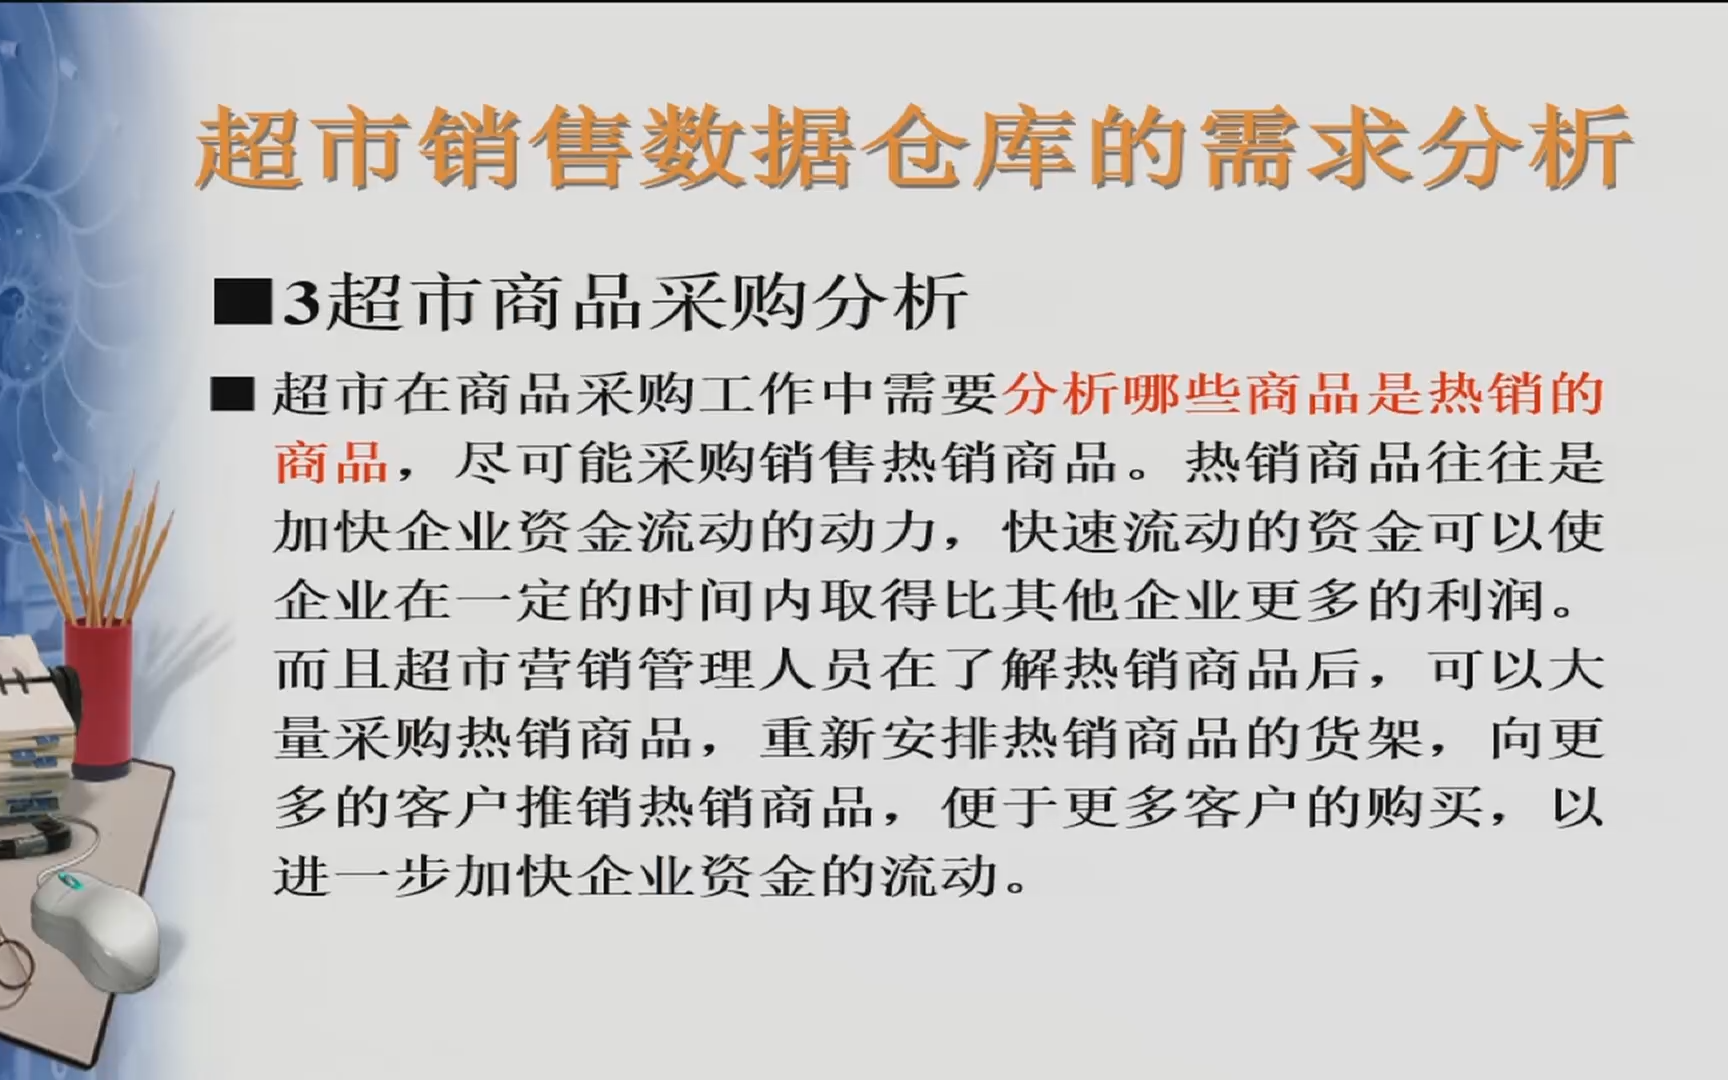 超市销售数据仓库的需求分析
■3超市商品采购分析
■ 超市在商品采购工作中需要分析哪些商品是热销的
商品，尽可能采购销售热销商品。热销商品往往是
加快企业资金流动的动力，快速流动的资金可以使
企业在一定的时间内取得比其他企业更多的利润。
而且超市营销管理人员在了解热销商品后，可以大
量采购热销商品，重新安排热销商品的货架，向更
多的客户推销热销商品，便于更多客户的购买，以
进一步加快企业资金的流动。